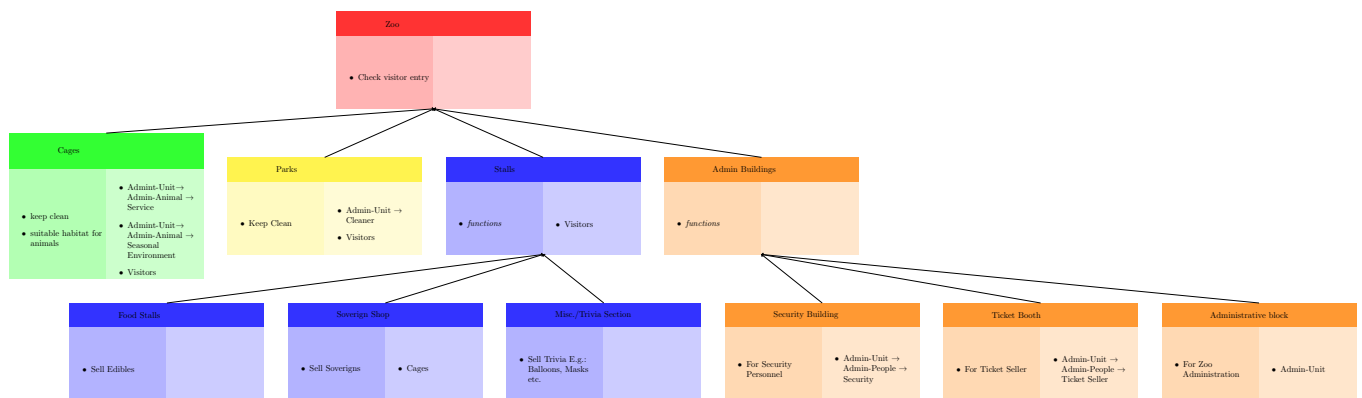 Zoo
• Check visitor entry
Cages
• keep clean
• suitable habitat for
animals
• Admint-Unit→
Admin-Animal →
Service
• Admint-Unit→
Admin-Animal →
Seasonal
Environment
• Visitors
Parks
• Keep Clean
• Admin-Unit →
Cleaner
• Visitors
Stalls
• functions
• Visitors
Admin Buildings
• functions
Food Stalls
• Sell Edibles
Soverign Shop
• Sell Soverigns
• Cages
Misc./Trivia Section
• Sell Trivia E.g.:
Balloons, Masks
etc.
Security Building
• For Security
Personnel
• Admin-Unit →
Admin-People →
Security
Ticket Booth
• For Ticket Seller
• Admin-Unit →
Admin-People →
Ticket Seller
Administrative block
• For Zoo
Administration
• Admin-Unit